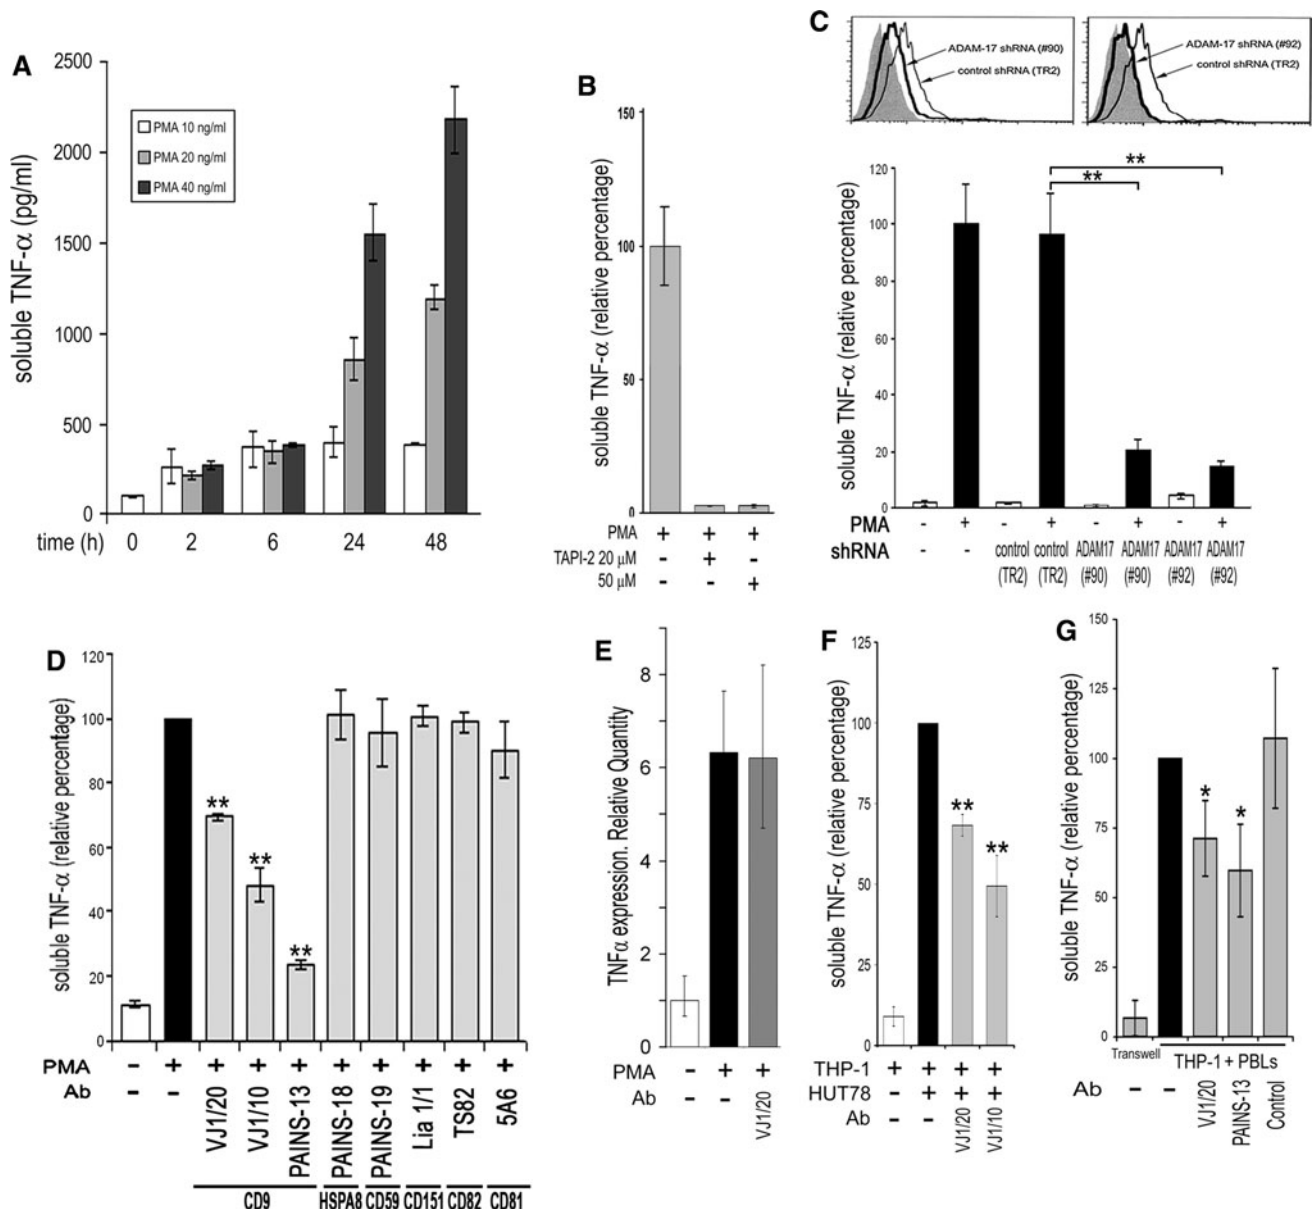 A
2500
2000
1500
1000
500
0
soluble TNF-α (pg/ml)
PMA 10 ng/ml
PMA 20 ng/ml
PMA 40 ng/ml
time (h) 0 2 6 24 48
B
150
100
50
0
soluble TNF-α (relative percentage)
PMA + + +
TAPI-2 20 µM - + -
50 µM - - +
C
ADAM-17 shRNA (#90)
control shRNA (TR2)
ADAM-17 shRNA (#92)
control shRNA (TR2)
120
100
80
60
40
20
0
soluble TNF-α (relative percentage)
**
**
PMA - + - + - + - +
shRNA - - control control ADAM17 ADAM17 ADAM17 ADAM17
(TR2) (TR2) (#90) (#90) (#92) (#92)
D
120
100
80
60
40
20
0
soluble TNF-α (relative percentage)
**
**
**
PMA - + + + + + + + + +
Ab - - VJ1/20 VJ1/10 PAINS-13 PAINS-18 PAINS-19 Lia 1/1 TS82 5A6
CD9 HSPA8 CD59 CD151 CD82 CD81
E
8
6
4
2
0
TNFα expression. Relative Quantity
PMA - + +
Ab - - VJ1/20
F
125
100
75
50
25
0
soluble TNF-α (relative percentage)
**
**
THP-1 + + + +
HUT78 - + + +
Ab - - VJ1/20 VJ1/10
G
150
125
100
75
50
25
0
soluble TNF-α (relative percentage)
*
*
Transwell THP-1 + PBLs
Ab - - VJ1/20 PAINS-13 Control